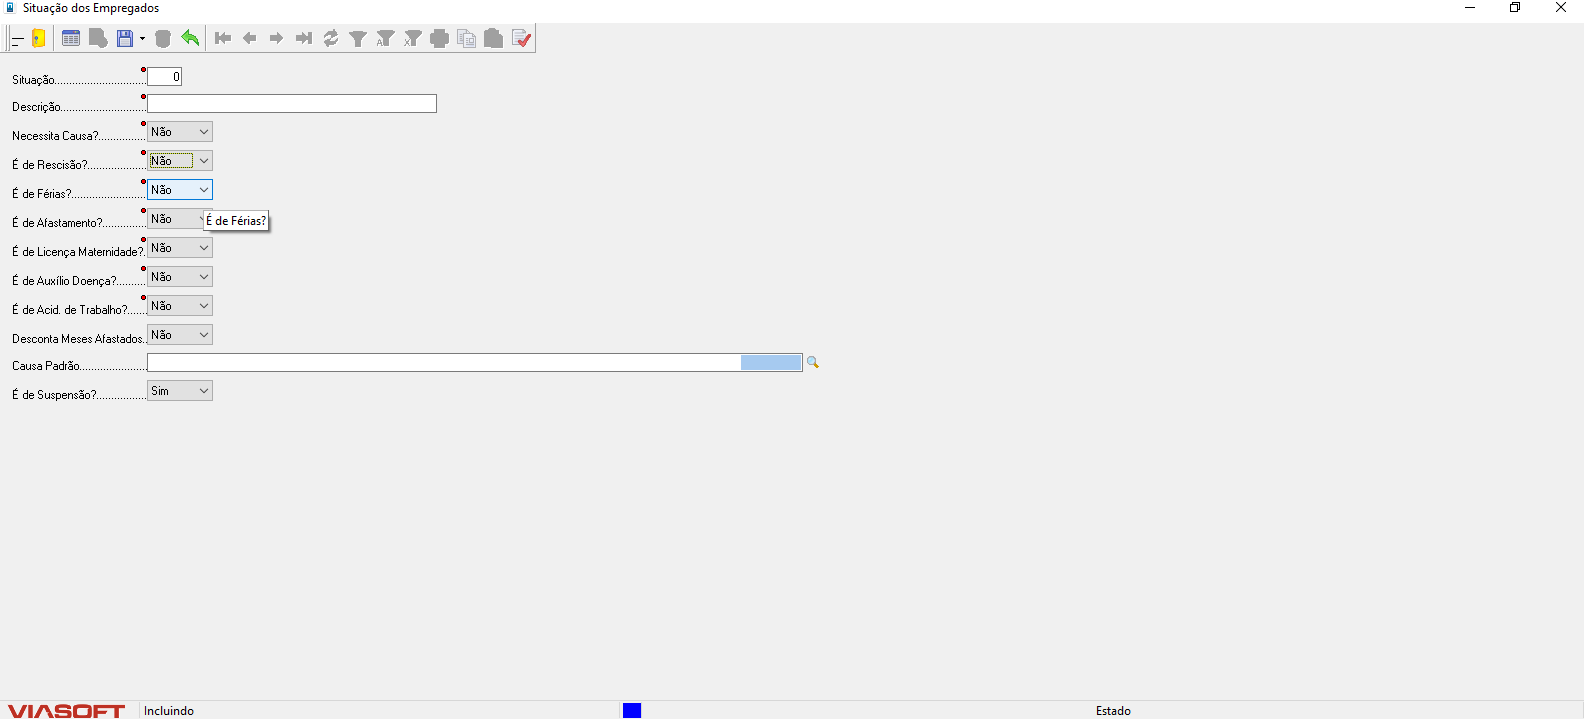 Situação dos Empregados
Situação............................... 0
Descrição.............................
Necessita Causa?................ Não
É de Rescisão?.................... Não
É de Férias?......................... Não
É de Afastamento?............... Não
É de Férias?
É de Licença Maternidade?. Não
É de Auxílio Doença?.......... Não
É de Acid. de Trabalho?...... Não
Desconta Meses Afastados.. Não
Causa Padrão.......................
É de Suspensão?................. Sim
VIASOFT Incluindo Estado